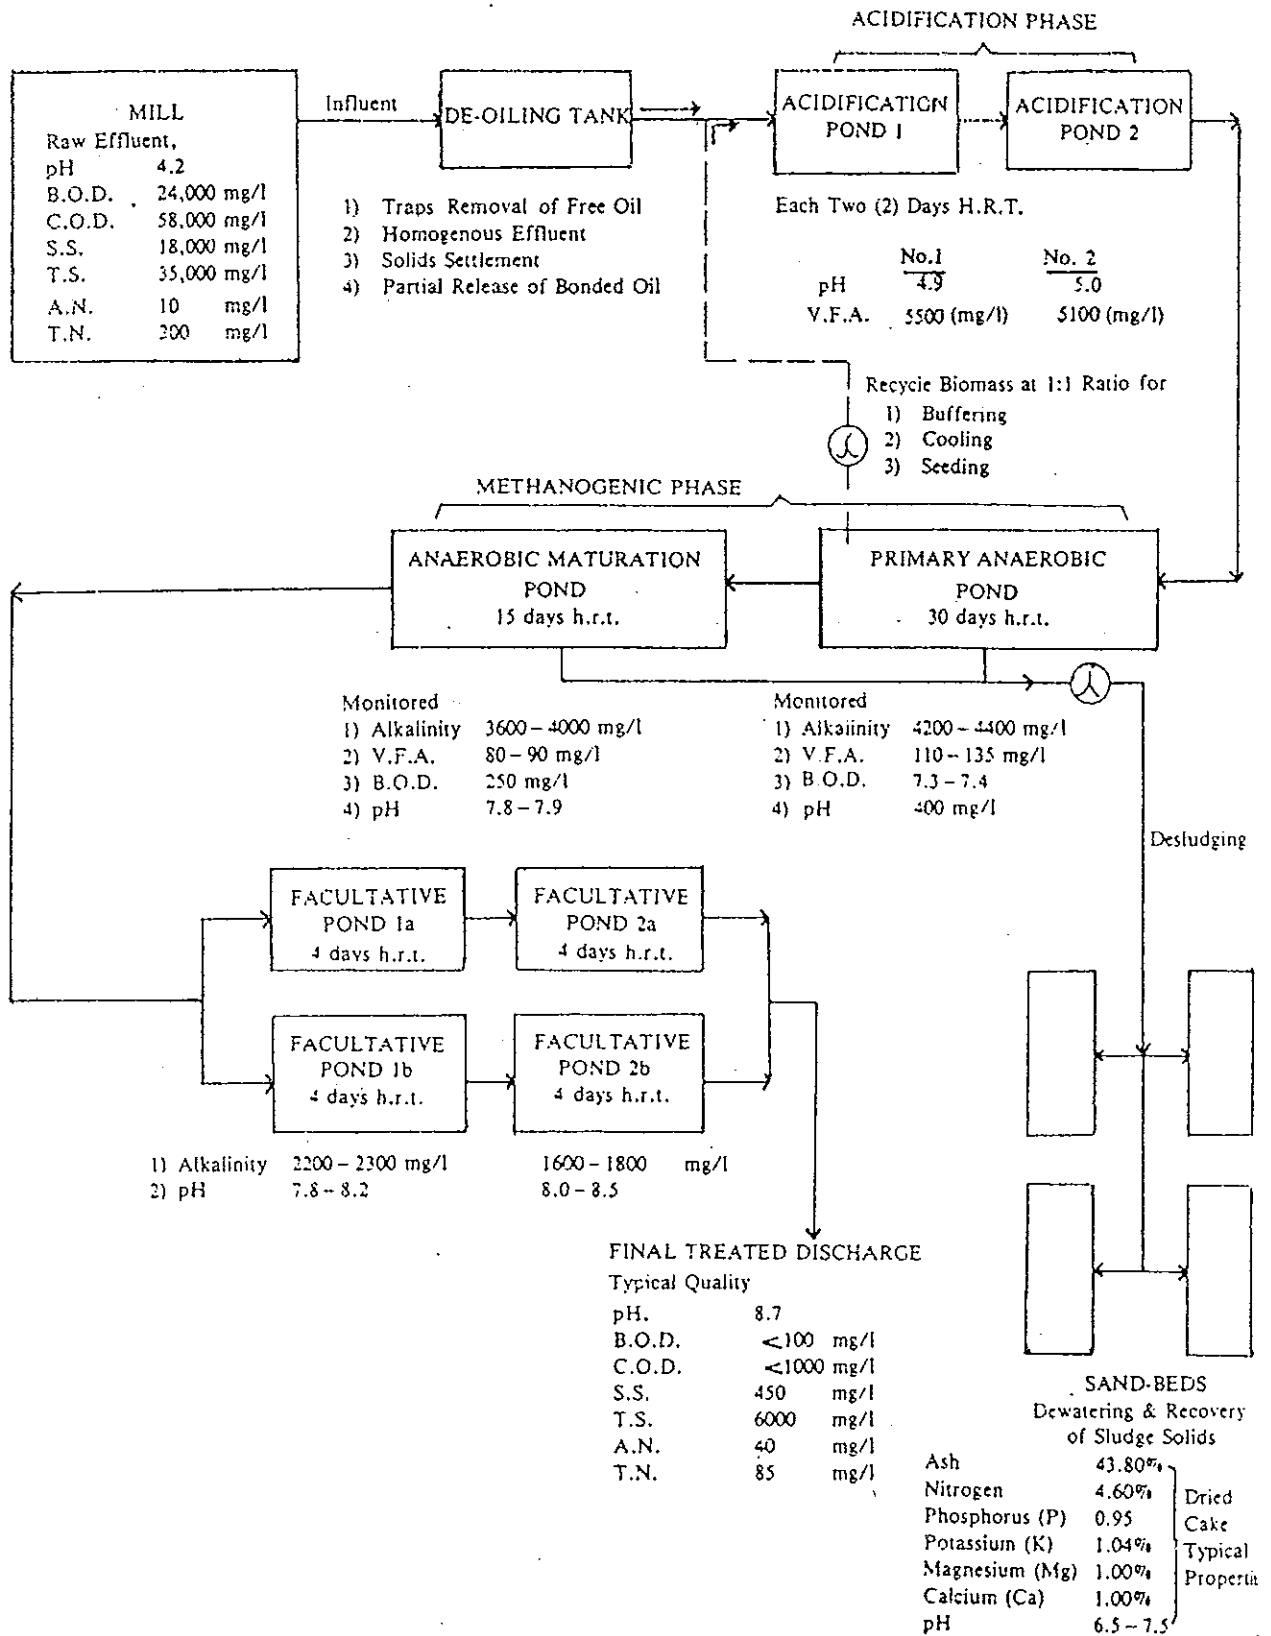 ACIDIFICATION PHASE
MILL
Raw Effluent,
pH 4.2
B.O.D. 24,000 mg/l
C.O.D. 58,000 mg/l
S.S. 18,000 mg/l
T.S. 35,000 mg/l
A.N. 10 mg/l
T.N. mg/l
Influent
DE-OILING TANK
1) Traps Removal of Free Oil
2) Homogenous Effluent
3) Solids Settlement
4) Partial Release of Bonded Oil
ACIDIFICATION
POND 1
ACIDIFICATION
POND 2
Each Two (2) Days H.R.T.
No.1 No. 2
pH 4.9 5.0
V.F.A. 5500 (mg/l) 5100 (mg/l)
Recycle Biomass at 1:1 Ratio for
1) Buffering
2) Cooling
3) Seeding
METHANOGENIC PHASE
ANAEROBIC MATURATION
POND
15 days h.r.t.
PRIMARY ANAEROBIC
POND
30 days h.r.t.
Monitored
1) Alkalinity 3600 – 4000 mg/l
2) V.F.A. 80 – 90 mg/l
3) B.O.D. 250 mg/l
4) pH 7.8 – 7.9
Monitored
1) Alkalinity 4200 – 4400 mg/l
2) V.F.A. 110 – 135 mg/l
3) B.O.D. 7.3 – 7.4
4) pH 400 mg/l
Desludging
FACULTATIVE
POND 1a
4 days h.r.t.
FACULTATIVE
POND 2a
4 days h.r.t.
FACULTATIVE
POND 1b
4 days h.r.t.
FACULTATIVE
POND 2b
4 days h.r.t.
1) Alkalinity 2200 – 2300 mg/l 1600 – 1800 mg/l
2) pH 7.8 – 8.2 8.0 – 8.5
FINAL TREATED DISCHARGE
Typical Quality
pH. 8.7
B.O.D. <100 mg/l
C.O.D. <1000 mg/l
S.S. 450 mg/l
T.S. 6000 mg/l
A.N. 40 mg/l
T.N. 85 mg/l
SAND-BEDS
Dewatering & Recovery
of Sludge Solids
Ash 43.80%
Nitrogen 4.60%
Phosphorus (P) 0.95
Potassium (K) 1.04%
Magnesium (Mg) 1.00%
Calcium (Ca) 1.00%
pH 6.5 – 7.5
Dried
Cake
Typical
Properti